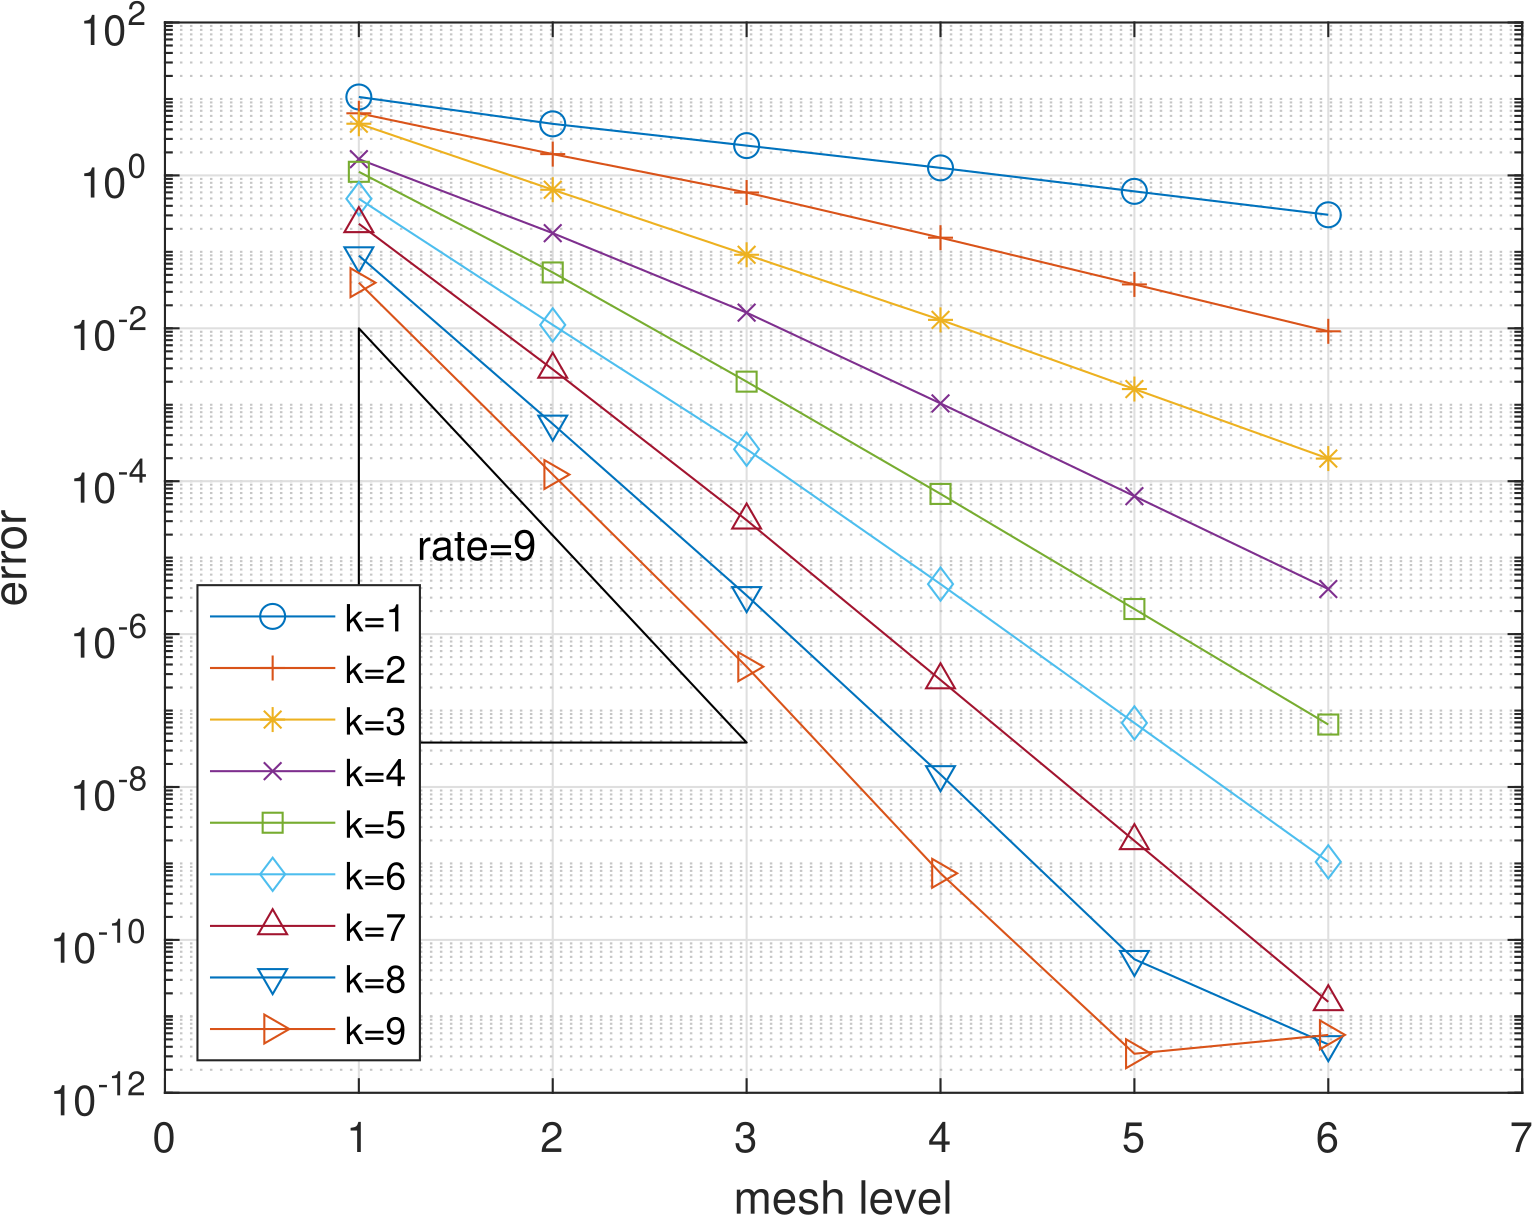 10^2
10^0
10^-2
10^-4
10^-6
10^-8
10^-10
10^-12
error
rate=9
k=1
k=2
k=3
k=4
k=5
k=6
k=7
k=8
k=9
0 1 2 3 4 5 6 7
mesh level